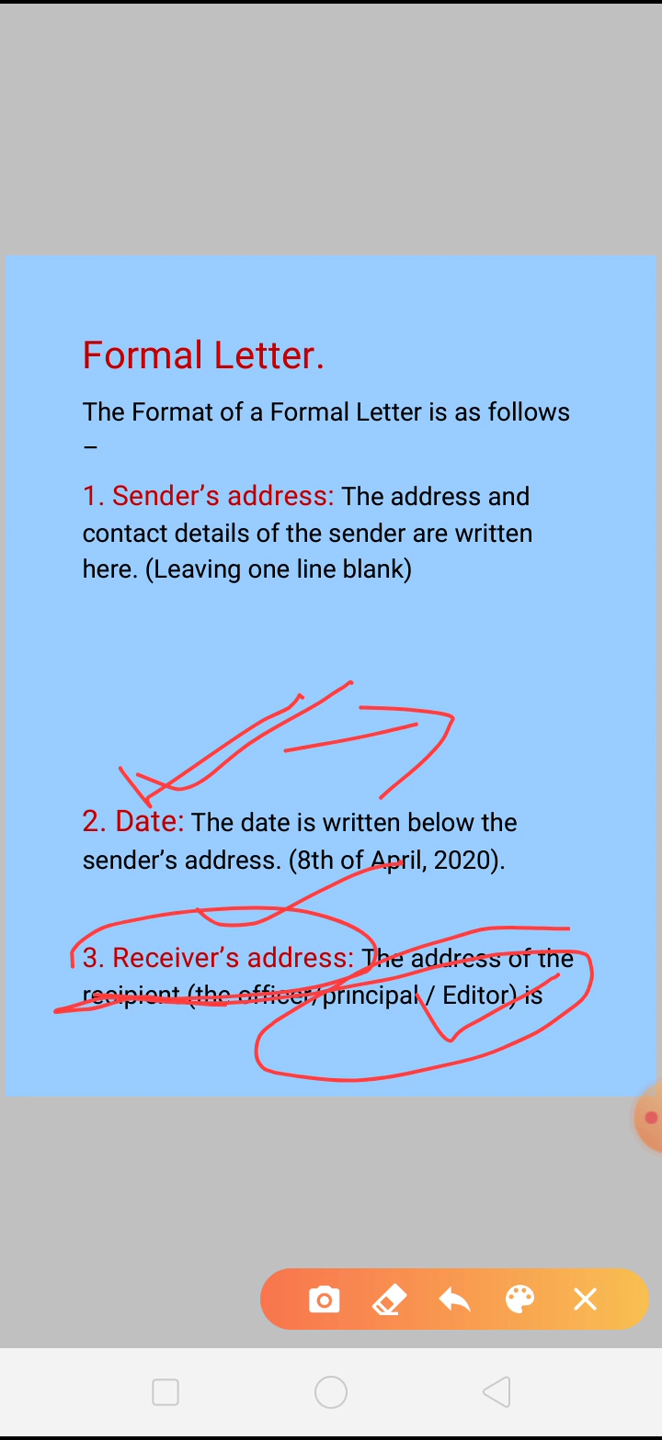 Formal Letter.
The Format of a Formal Letter is as follows
–
1. Sender’s address: The address and
contact details of the sender are written
here. (Leaving one line blank)
2. Date: The date is written below the
sender’s address. (8th of April, 2020).
3. Receiver’s address: The address of the
recipient (the officer/principal / Editor) is